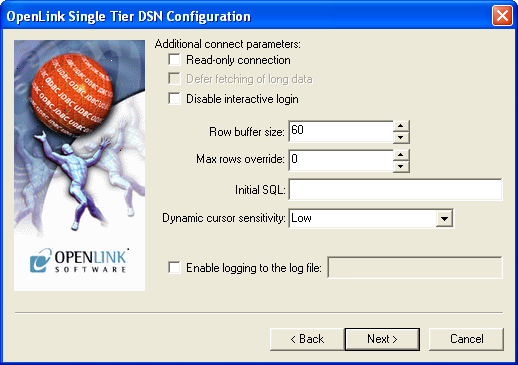 OpenLink Single Tier DSN Configuration
Additional connect parameters:
Read-only connection
Defer fetching of long data
Disable interactive login
Row buffer size: 60
Max rows override: 0
Initial SQL:
Dynamic cursor sensitivity: Low
OPENLINK
SOFTWARE
Enable logging to the log file:
< Back Next > Cancel